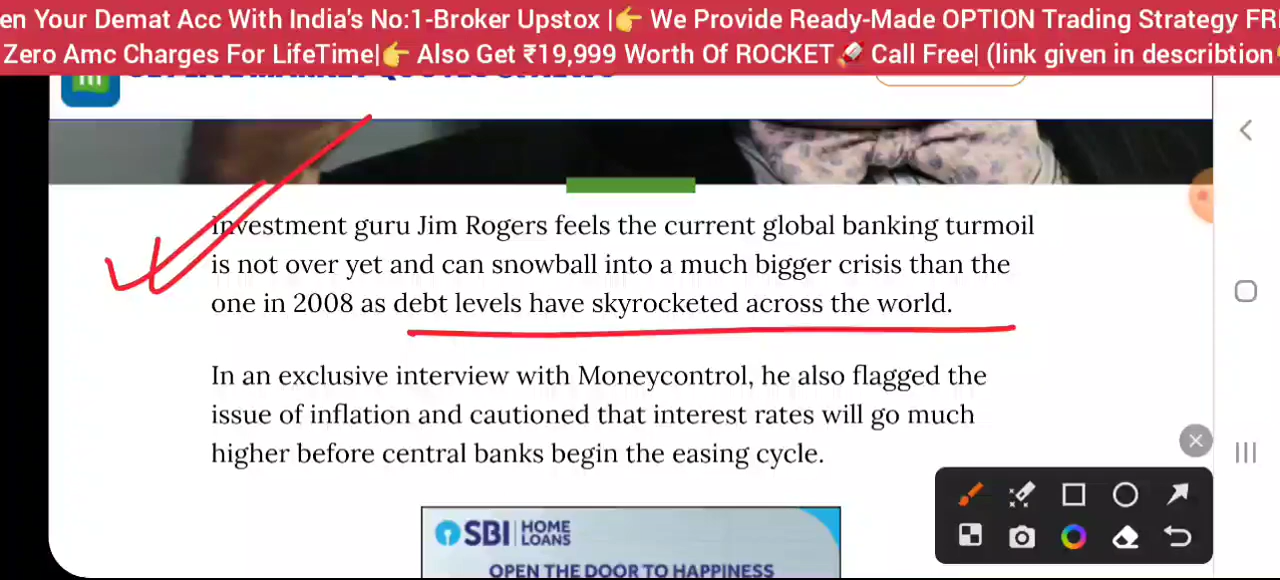 en Your Demat Acc With India's No:1-Broker Upstox |👉 We Provide Ready-Made OPTION Trading Strategy FR
Zero Amc Charges For LifeTime|👉 Also Get ₹19,999 Worth Of ROCKET🚀 Call Free| (link given in describtion
Investment guru Jim Rogers feels the current global banking turmoil
is not over yet and can snowball into a much bigger crisis than the
one in 2008 as debt levels have skyrocketed across the world.
In an exclusive interview with Moneycontrol, he also flagged the
issue of inflation and cautioned that interest rates will go much
higher before central banks begin the easing cycle.
SBI HOME
LOANS
OPEN THE DOOR TO HAPPINESS